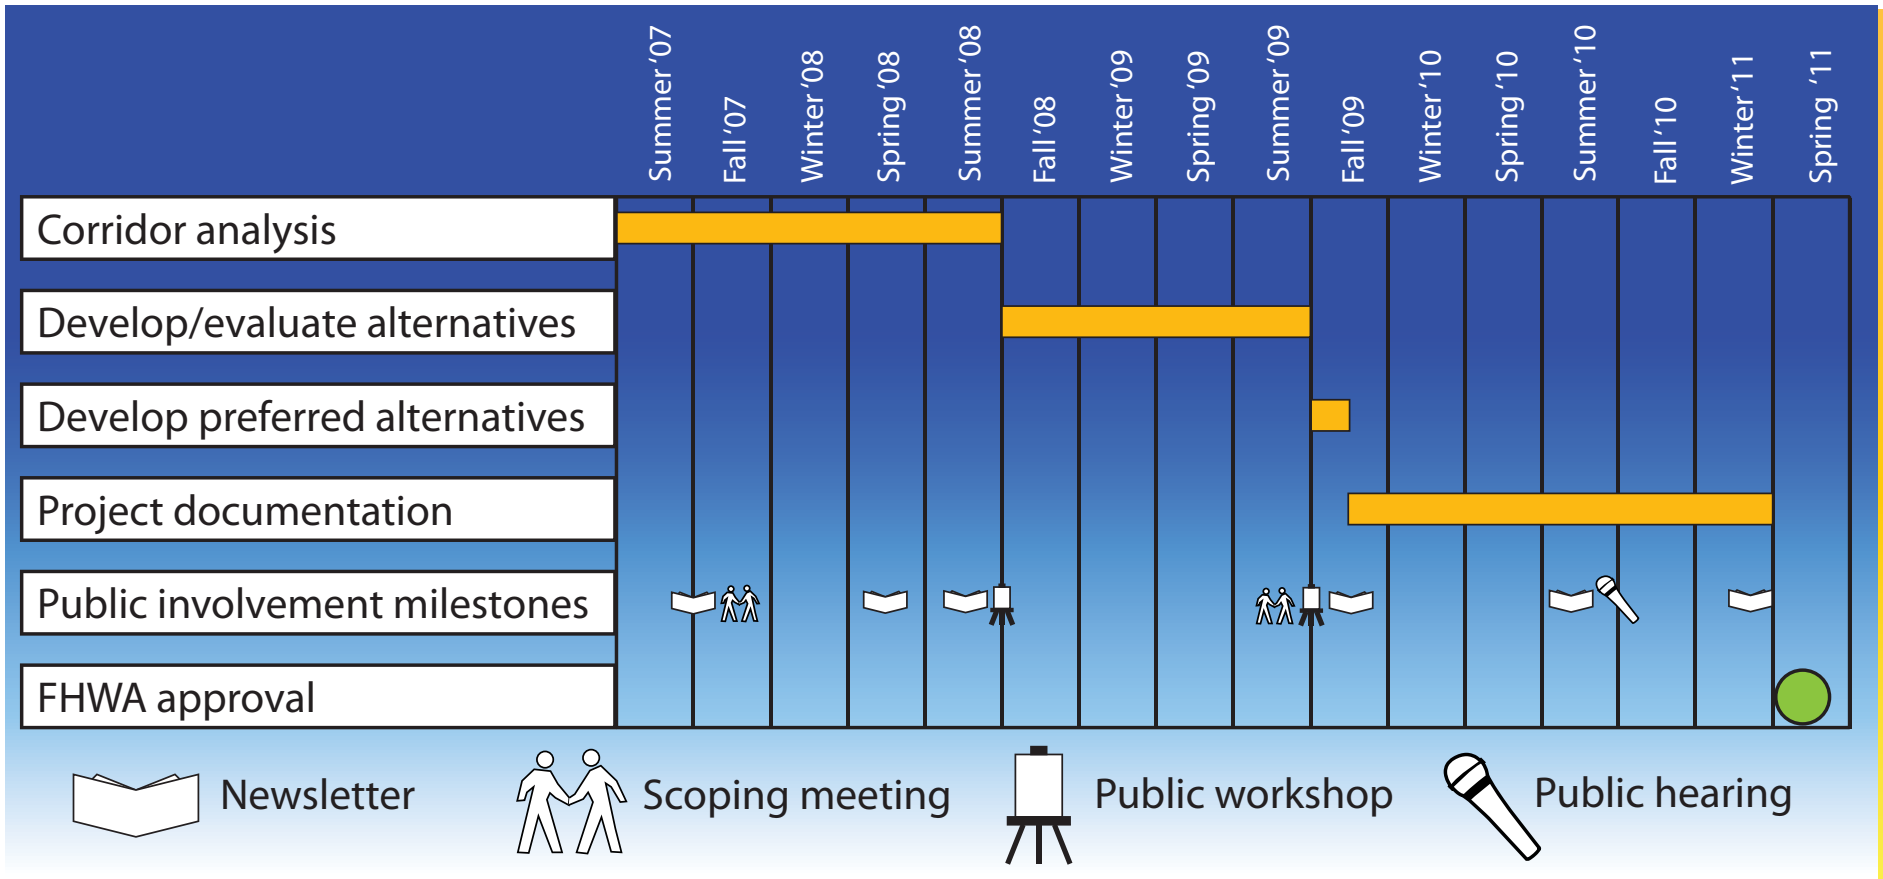 Summer ‘07
Fall ‘07
Winter ‘08
Spring ‘08
Summer ‘08
Fall ‘08
Winter ‘09
Spring ‘09
Summer ‘09
Fall ‘09
Winter ‘10
Spring ‘10
Summer ‘10
Fall ‘10
Winter ‘11
Spring ‘11
Corridor analysis
Develop/evaluate alternatives
Develop preferred alternatives
Project documentation
Public involvement milestones
FHWA approval
Newsletter
Scoping meeting
Public workshop
Public hearing